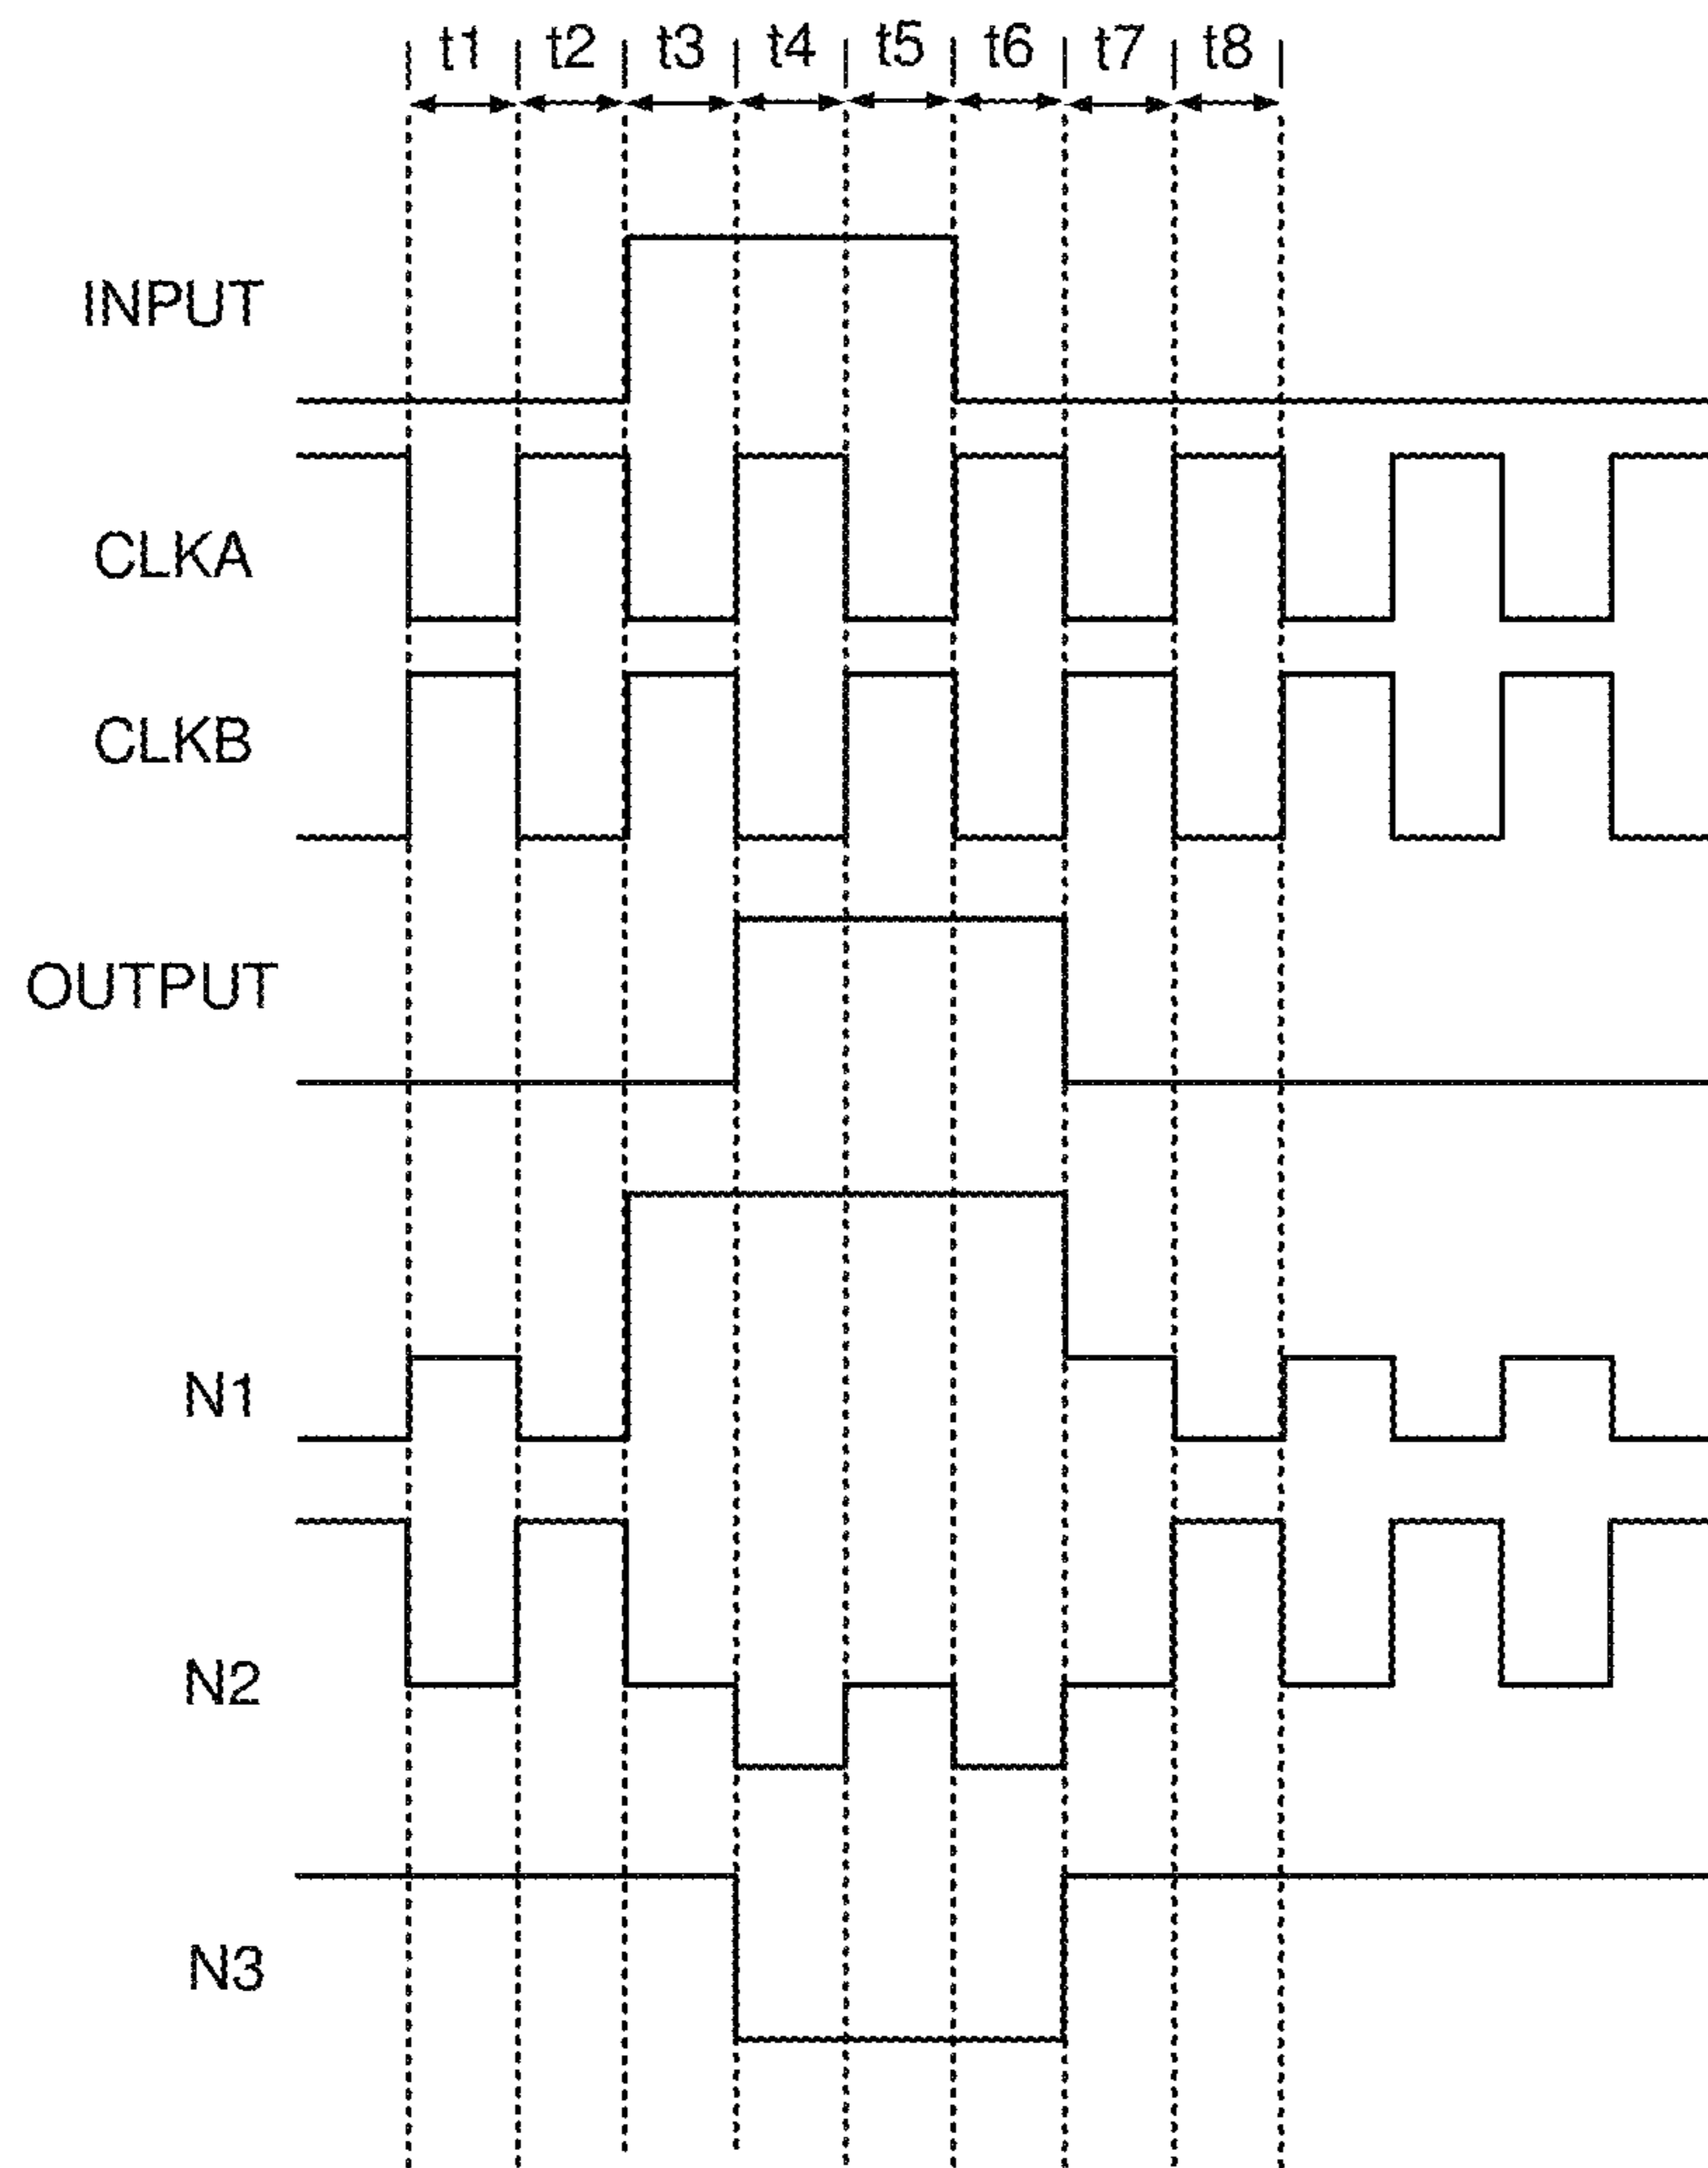 t1 t2 t3 t4 t5 t6 t7 t8
INPUT
CLKA
CLKB
OUTPUT
N1
N2
N3